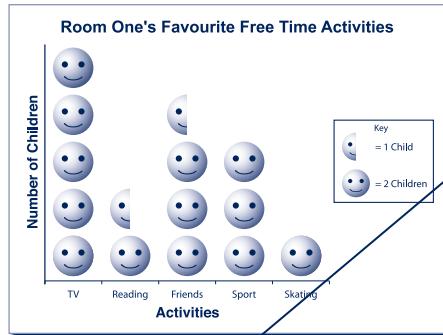 Room One's Favourite Free Time Activities
Number of Children
Key
= 1 Child
= 2 Children
TV Reading Friends Sport Skating
Activities